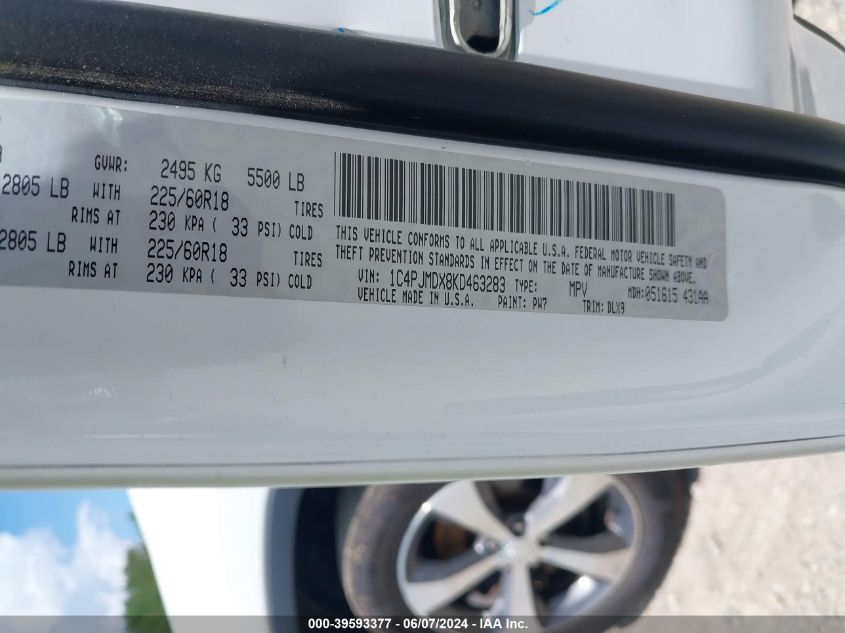 GVWR: 2495 KG 5500 LB
2805 LB WITH 225/60R18 TIRES
RIMS AT 230 KPA ( 33 PSI) COLD
2805 LB WITH 225/60R18 TIRES
RIMS AT 230 KPA ( 33 PSI) COLD
THIS VEHICLE CONFORMS TO ALL APPLICABLE U.S.A. FEDERAL MOTOR VEHICLE SAFETY AND
THEFT PREVENTION STANDARDS IN EFFECT ON THE DATE OF MANUFACTURE SHOWN ABOVE.
VIN: 1C4PJMDX8KD463283 TYPE: MPV MDH:051615 431AA
VEHICLE MADE IN U.S.A. PAINT: PW7 TRIM: DLX9
000-39593377 - 06/07/2024 - IAA, Inc.